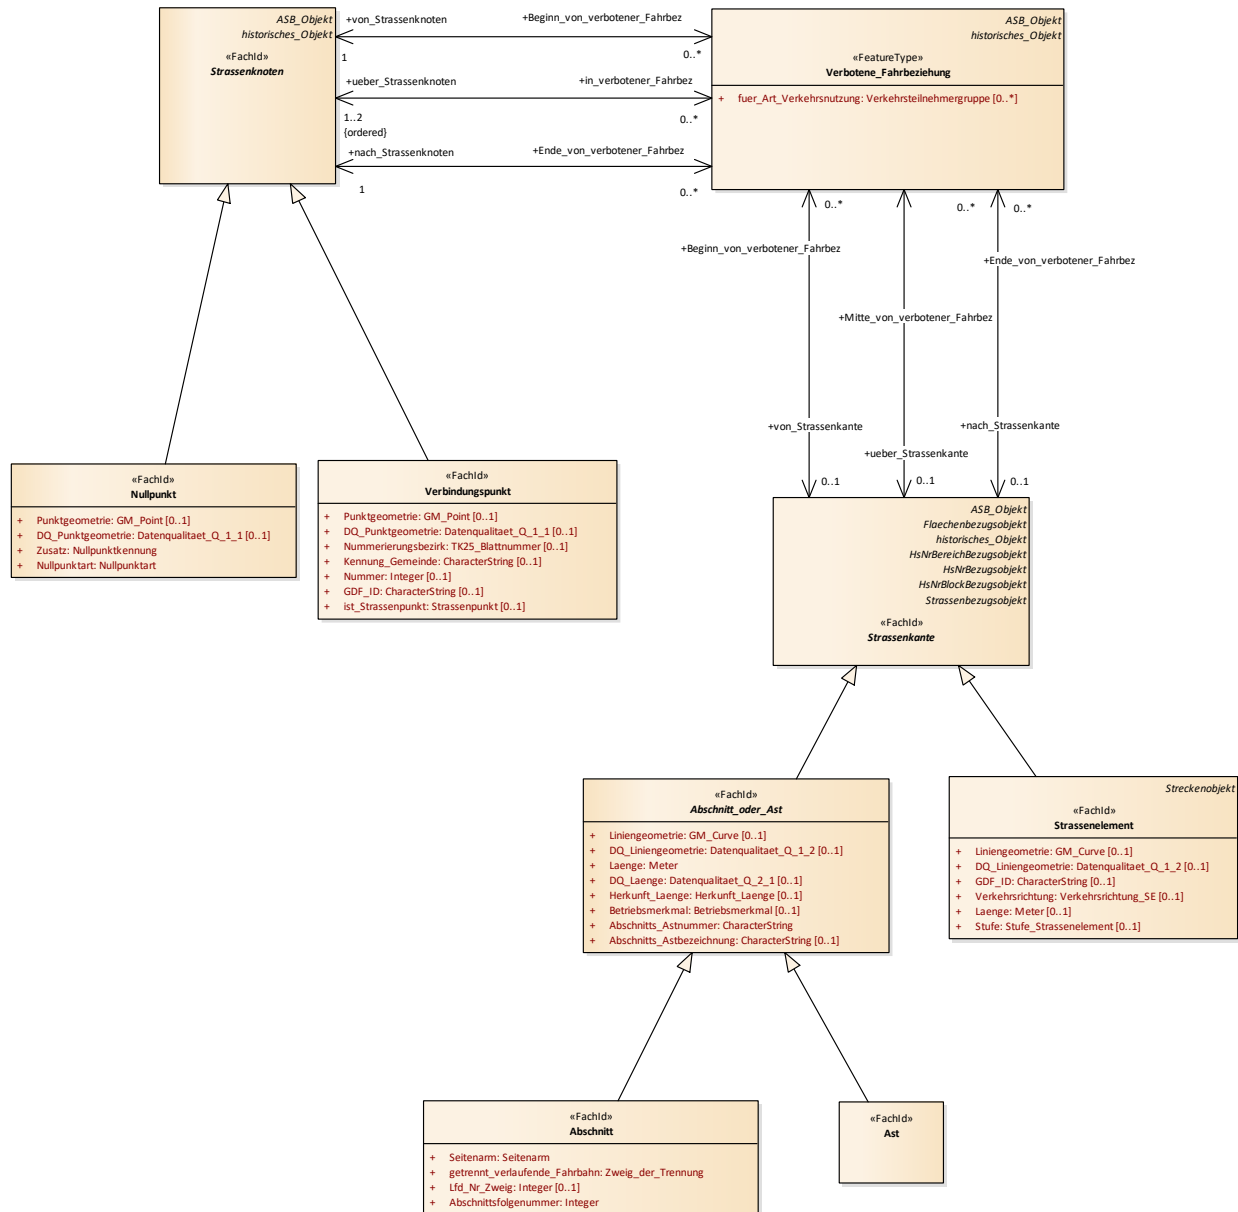 ASB_Objekt
historisches_Objekt
«FachId»
Strassenknoten
+von_Strassenknoten
+Beginn_von_verbotener_Fahrbez
1
0..*
+ueber_Strassenknoten
+in_verbotener_Fahrbez
1..2
{ordered}
0..*
+nach_Strassenknoten
+Ende_von_verbotener_Fahrbez
1
0..*
ASB_Objekt
historisches_Objekt
«FeatureType»
Verbotene_Fahrbeziehung
+ fuer_Art_Verkehrsnutzung: Verkehrsteilnehmergruppe [0..*]
0..*
0..*
0..*
+Beginn_von_verbotener_Fahrbez
+Ende_von_verbotener_Fahrbez
+Mitte_von_verbotener_Fahrbez
+von_Strassenkante
+nach_Strassenkante
+ueber_Strassenkante
0..1
0..1
0..1
«FachId»
Nullpunkt
+ Punktgeometrie: GM_Point [0..1]
+ DQ_Punktgeometrie: Datenqualitaet_Q_1_1 [0..1]
+ Zusatz: Nullpunktkennung
+ Nullpunktart: Nullpunktart
«FachId»
Verbindungspunkt
+ Punktgeometrie: GM_Point [0..1]
+ DQ_Punktgeometrie: Datenqualitaet_Q_1_1 [0..1]
+ Nummerierungsbezirk: TK25_Blattnummer [0..1]
+ Kennung_Gemeinde: CharacterString [0..1]
+ Nummer: Integer [0..1]
+ GDF_ID: CharacterString [0..1]
+ ist_Strassenpunkt: Strassenpunkt [0..1]
ASB_Objekt
Flaechenbezugsobjekt
historisches_Objekt
HsNrBereichBezugsobjekt
HsNrBezugsobjekt
HsNrBlockBezugsobjekt
Strassenbezugsobjekt
«FachId»
Strassenkante
«FachId»
Abschnitt_oder_Ast
+ Liniengeometrie: GM_Curve [0..1]
+ DQ_Liniengeometrie: Datenqualitaet_Q_1_2 [0..1]
+ Laenge: Meter
+ DQ_Laenge: Datenqualitaet_Q_2_1 [0..1]
+ Herkunft_Laenge: Herkunft_Laenge [0..1]
+ Betriebsmerkmal: Betriebsmerkmal [0..1]
+ Abschnitts_Astnummer: CharacterString
+ Abschnitts_Astbezeichnung: CharacterString [0..1]
Streckenobjekt
«FachId»
Strassenelement
+ Liniengeometrie: GM_Curve [0..1]
+ DQ_Liniengeometrie: Datenqualitaet_Q_1_2 [0..1]
+ GDF_ID: CharacterString [0..1]
+ Verkehrsrichtung: Verkehrsrichtung_SE [0..1]
+ Laenge: Meter [0..1]
+ Stufe: Stufe_Strassenelement [0..1]
«FachId»
Abschnitt
+ Seitenarm: Seitenarm
+ getrennt_verlaufende_Fahrbahn: Zweig_der_Trennung
+ Lfd_Nr_Zweig: Integer [0..1]
+ Abschnittsfolgenummer: Integer
«FachId»
Ast